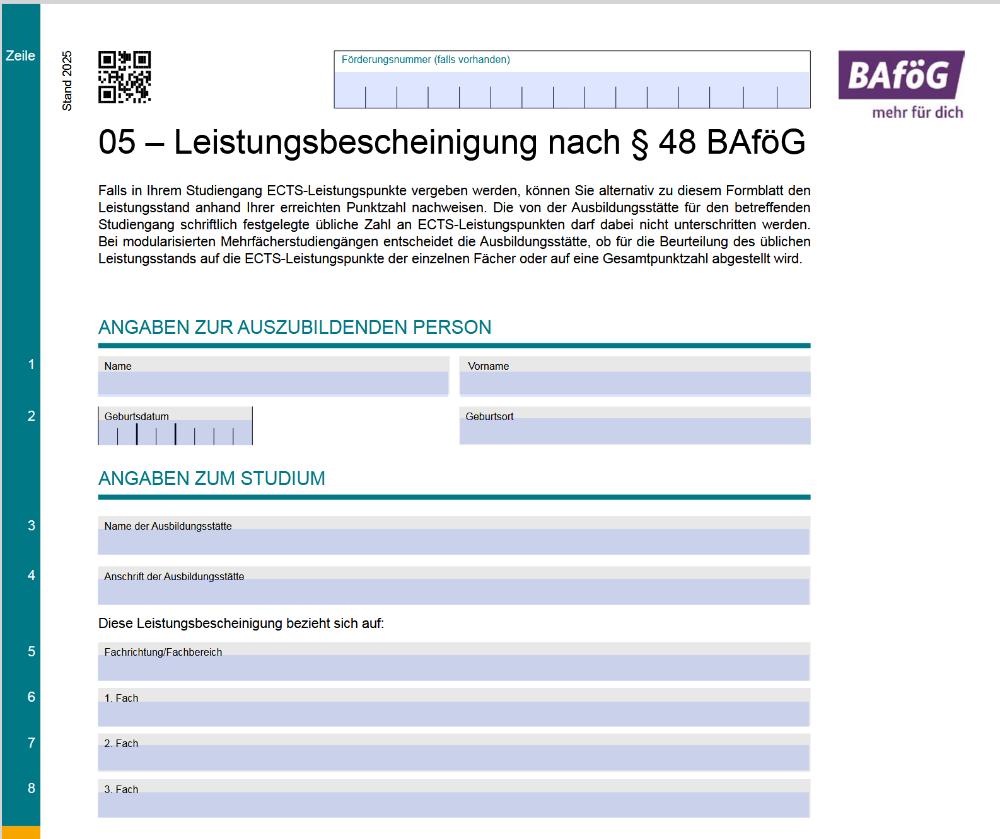 Zeile
Stand 2025
Förderungsnummer (falls vorhanden)
BAföG
mehr für dich
05 – Leistungsbescheinigung nach § 48 BAföG
Falls in Ihrem Studiengang ECTS-Leistungspunkte vergeben werden, können Sie alternativ zu diesem Formblatt den
Leistungsstand anhand Ihrer erreichten Punktzahl nachweisen. Die von der Ausbildungsstätte für den betreffenden
Studiengang schriftlich festgelegte übliche Zahl an ECTS-Leistungspunkten darf dabei nicht unterschritten werden.
Bei modularisierten Mehrfächerstudiengängen entscheidet die Ausbildungsstätte, ob für die Beurteilung des üblichen
Leistungsstands auf die ECTS-Leistungspunkte der einzelnen Fächer oder auf eine Gesamtpunktzahl abgestellt wird.
ANGABEN ZUR AUSZUBILDENDEN PERSON
1 Name Vorname
2 Geburtsdatum Geburtsort
ANGABEN ZUM STUDIUM
3 Name der Ausbildungsstätte
4 Anschrift der Ausbildungsstätte
Diese Leistungsbescheinigung bezieht sich auf:
5 Fachrichtung/Fachbereich
6 1. Fach
7 2. Fach
8 3. Fach